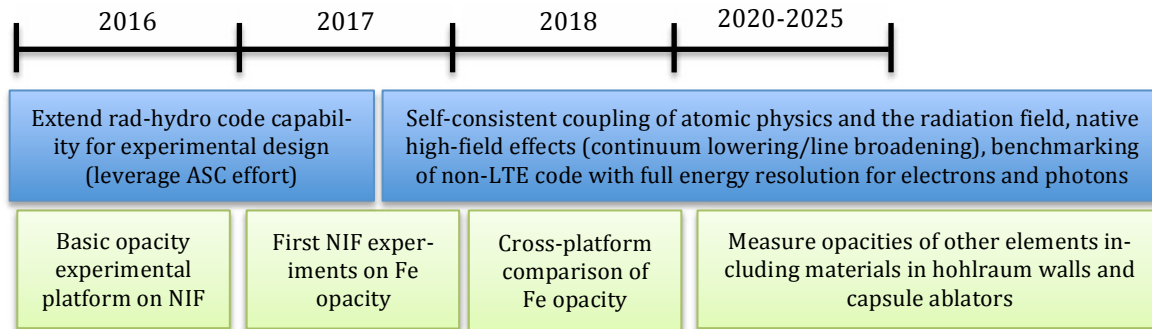 2016 2017 2018 2020-2025
Extend rad-hydro code capabil-
ity for experimental design
(leverage ASC effort)
Self-consistent coupling of atomic physics and the radiation field, native
high-field effects (continuum lowering/line broadening), benchmarking
of non-LTE code with full energy resolution for electrons and photons
Basic opacity
experimental
platform on NIF
First NIF exper-
iments on Fe
opacity
Cross-platform
comparison of
Fe opacity
Measure opacities of other elements in-
cluding materials in hohlraum walls and
capsule ablators